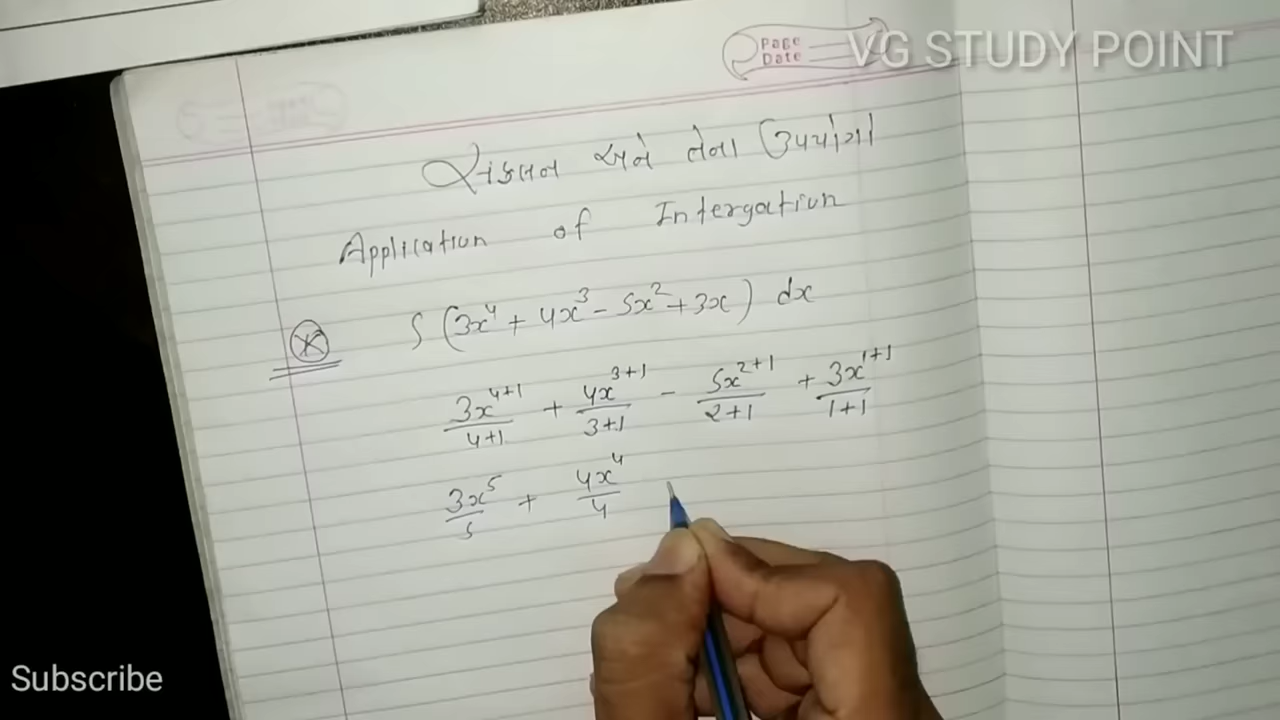 Page
Date
VG STUDY POINT
સંકલન અને તેના ઉપયોગો
Application of Intergation
∫ (3x⁴ + 4x³ - 5x² + 3x) dx
3x⁴⁺¹/4+1 + 4x³⁺¹/3+1 - 5x²⁺¹/2+1 + 3x¹⁺¹/1+1
3x⁵/5 + 4x⁴/4
Subscribe